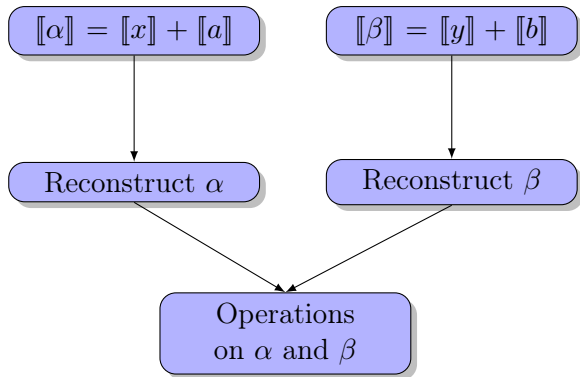 ⟦α⟧ = ⟦x⟧ + ⟦a⟧
⟦β⟧ = ⟦y⟧ + ⟦b⟧
Reconstruct α
Reconstruct β
Operations
on α and β